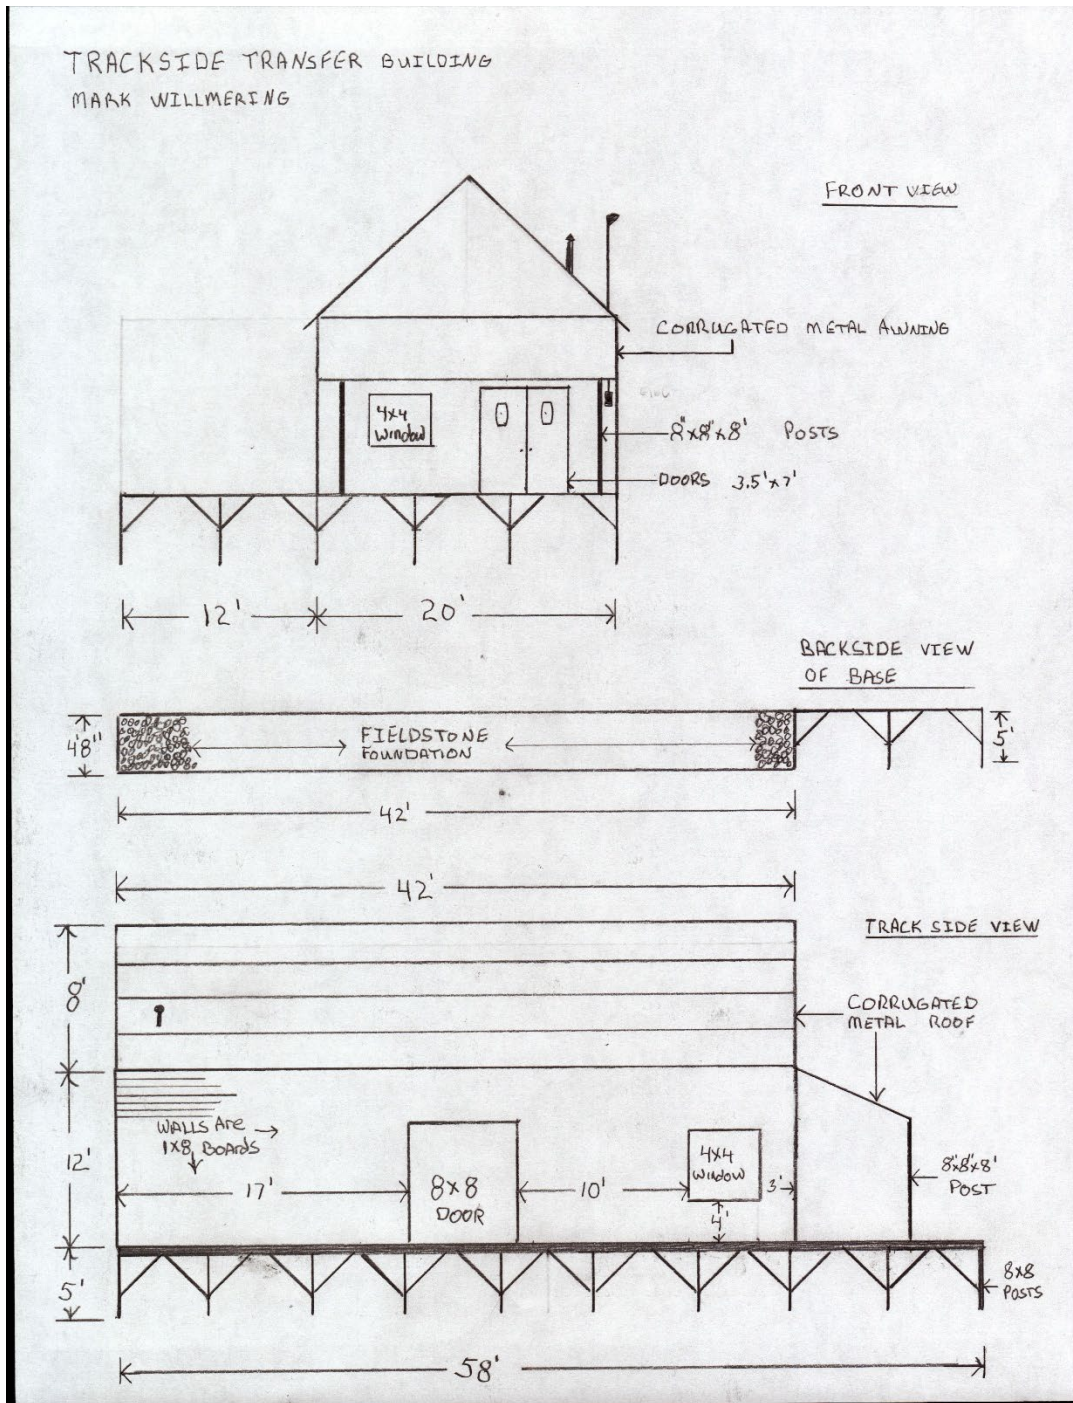 TRACKSIDE TRANSFER BUILDING
MARK WILLMERING
FRONT VIEW
CORRUGATED METAL AWNING
4x4
Window
8"x8"x8' POSTS
DOORS 3.5'x7'
12'
20'
BACKSIDE VIEW
OF BASE
4'8"
FIELDSTONE
FOUNDATION
5'
42'
42'
TRACK SIDE VIEW
8'
CORRUGATED
METAL ROOF
WALLS Are
1x8 Boards
12'
17'
8x8
DOOR
10'
4x4
Window
3'
4'
8"x8"x8'
POST
5'
8x8
POSTS
58'